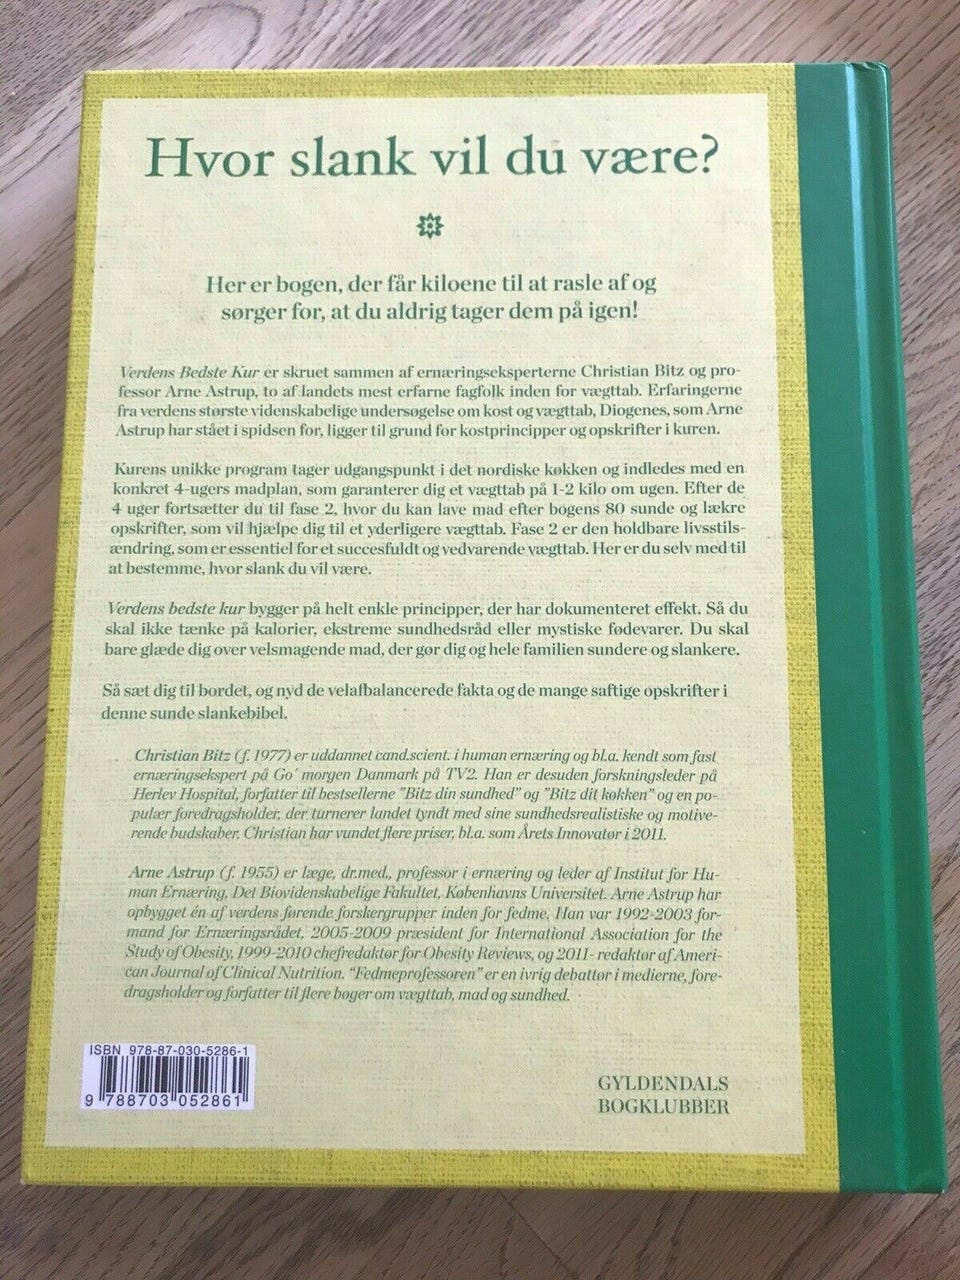 Hvor slank vil du være?
Her er bogen, der får kiloene til at rasle af og
sørger for, at du aldrig tager dem på igen!
Verdens Bedste Kur er skruet sammen af ernæringseksperterne Christian Bitz og pro-
fessor Arne Astrup, to af landets mest erfarne fagfolk inden for vægttab. Erfaringerne
fra verdens største videnskabelige undersøgelse om kost og vægttab, Diogenes, som Arne
Astrup har stået i spidsen for, ligger til grund for kostprincipper og opskrifter i kuren.
Kurens unikke program tager udgangspunkt i det nordiske køkken og indledes med en
konkret 4-ugers madplan, som garanterer dig et vægttab på 1-2 kilo om ugen. Efter de
4 uger fortsætter du til fase 2, hvor du kan lave mad efter bogens 80 sunde og lækre
opskrifter, som vil hjælpe dig til et yderligere vægttab. Fase 2 er den holdbare livsstils-
ændring, som er essentiel for et succesfuldt og vedvarende vægttab. Her er du selv med til
at bestemme, hvor slank du vil være.
Verdens bedste kur bygger på helt enkle principper, der har dokumenteret effekt. Så du
skal ikke tænke på kalorier, ekstreme sundhedsråd eller mystiske fødevarer. Du skal
bare glæde dig over velsmagende mad, der gør dig og hele familien sundere og slankere.
Så sæt dig til bordet, og nyd de velafbalancerede fakta og de mange saftige opskrifter i
denne sunde slankebibel.
Christian Bitz (f. 1977) er uddannet cand.scient. i human ernæring og bl.a. kendt som fast
ernæringsekspert på Go´ morgen Danmark på TV2. Han er desuden forskningsleder på
Herlev Hospital, forfatter til bestsellerne "Bitz din sundhed" og "Bitz dit køkken" og en po-
pulær foredragsholder, der turnerer landet tyndt med sine sundhedsrealistiske og motive-
rende budskaber. Christian har vundet flere priser, bl.a. som Årets Innovatør i 2011.
Arne Astrup (f. 1955) er læge, dr.med., professor i ernæring og leder af Institut for Hu-
man Ernæring, Det Biovidenskabelige Fakultet, Københavns Universitet. Arne Astrup har
opbygget én af verdens førende forskergrupper inden for fedme, Han var 1992-2003 for-
mand for Ernæringsrådet, 2005-2009 præsident for International Association for the
Study of Obesity, 1999-2010 chefredaktør for Obesity Reviews, og 2011- redaktør af Ameri-
can Journal of Clinical Nutrition. "Fedmeprofessoren" er en ivrig debattør i medierne, fore-
dragsholder og forfatter til flere bøger om vægttab, mad og sundhed.
ISBN 978-87-030-5286-1
9 788703 052861
GYLDENDALS
BOGKLUBBER